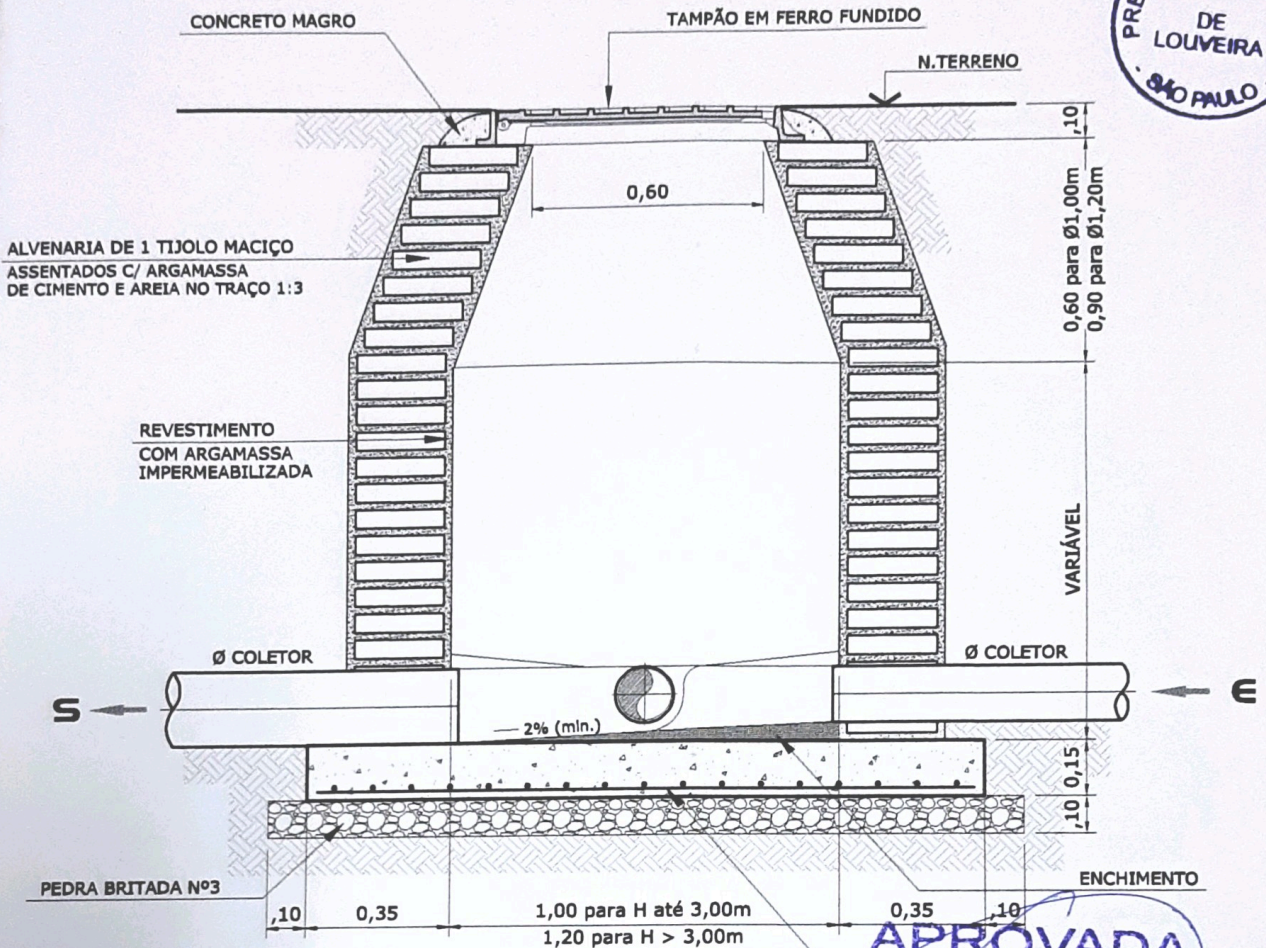 CONCRETO MAGRO
TAMPÃO EM FERRO FUNDIDO
DE
LOUVEIRA
SÃO PAULO
N.TERRENO
,10
0,60
0,60 para Ø1,00m
0,90 para Ø1,20m
ALVENARIA DE 1 TIJOLO MACIÇO
ASSENTADOS C/ ARGAMASSA
DE CIMENTO E AREIA NO TRAÇO 1:3
REVESTIMENTO
COM ARGAMASSA
IMPERMEABILIZADA
VARIÁVEL
Ø COLETOR
Ø COLETOR
S
E
2% (min.)
0,15
,10
PEDRA BRITADA Nº3
ENCHIMENTO
,10
0,35
1,00 para H até 3,00m
1,20 para H > 3,00m
0,35
,10
APROVADA